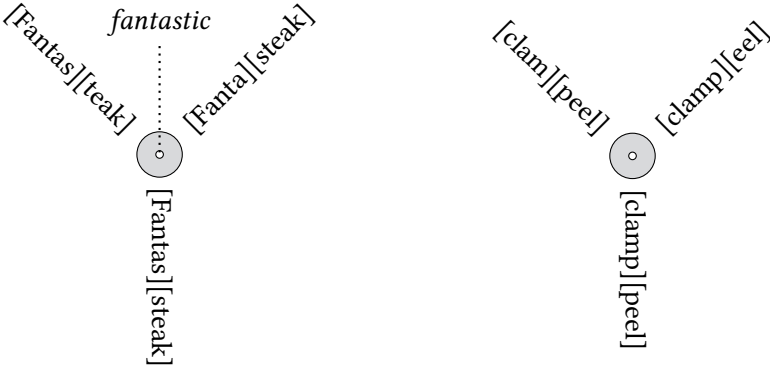 fantastic
[Fantas][teak]
[Fanta][steak]
[Fantas][steak]
[clam][peel]
[clamp][eel]
[clamp][peel]